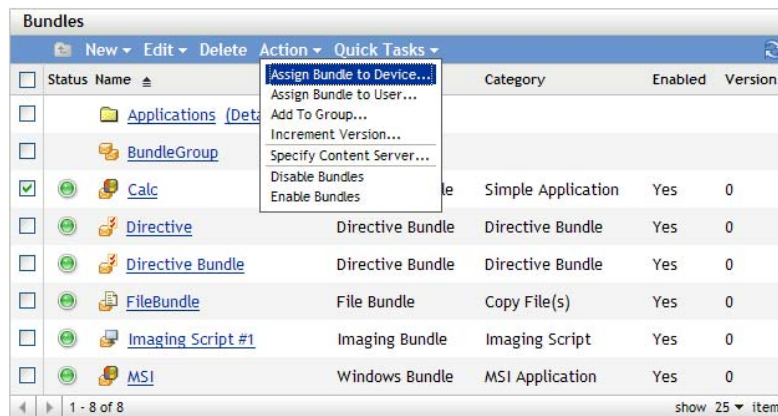 Bundles
New Edit Delete Action Quick Tasks
Status Name Category Enabled Version
Assign Bundle to Device...
Assign Bundle to User...
Add To Group...
Increment Version...
Specify Content Server...
Disable Bundles
Enable Bundles
Applications
BundleGroup
Calc Simple Application Yes 0
Directive Directive Bundle Directive Bundle Yes 0
Directive Bundle Directive Bundle Directive Bundle Yes 0
FileBundle File Bundle Copy File(s) Yes 0
Imaging Script #1 Imaging Bundle Imaging Script Yes 0
MSI Windows Bundle MSI Application Yes 0
1 - 8 of 8 show 25